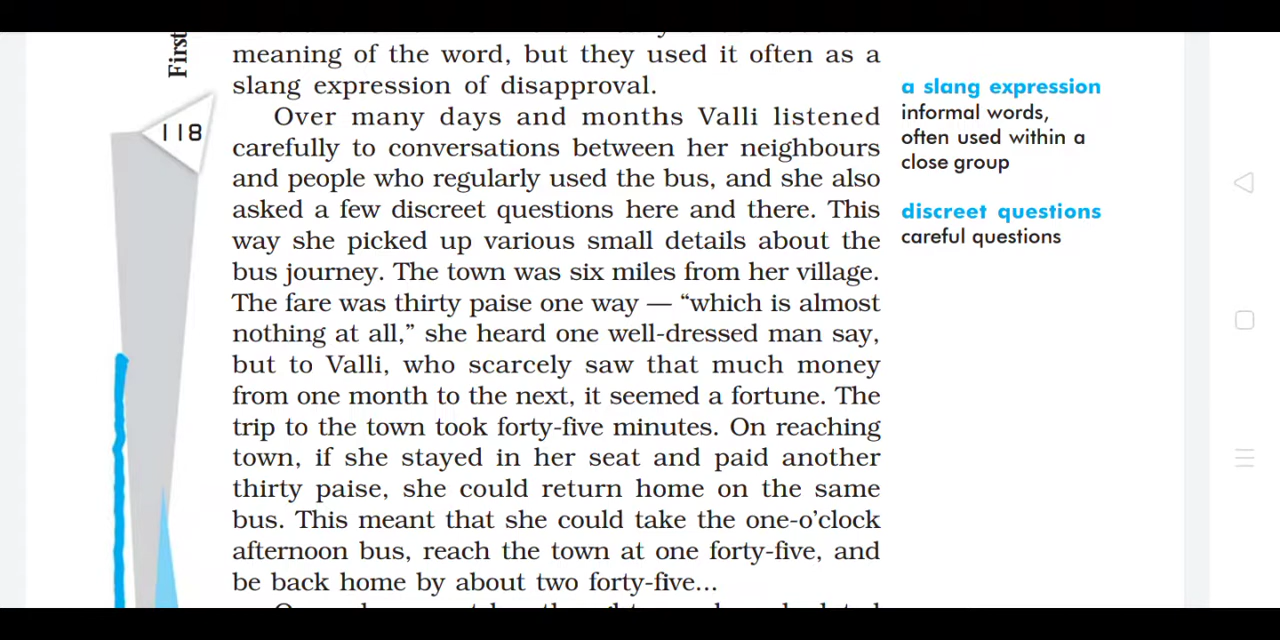 First
118
meaning of the word, but they used it often as a
slang expression of disapproval.
Over many days and months Valli listened
carefully to conversations between her neighbours
and people who regularly used the bus, and she also
asked a few discreet questions here and there. This
way she picked up various small details about the
bus journey. The town was six miles from her village.
The fare was thirty paise one way — “which is almost
nothing at all,” she heard one well-dressed man say,
but to Valli, who scarcely saw that much money
from one month to the next, it seemed a fortune. The
trip to the town took forty-five minutes. On reaching
town, if she stayed in her seat and paid another
thirty paise, she could return home on the same
bus. This meant that she could take the one-o’clock
afternoon bus, reach the town at one forty-five, and
be back home by about two forty-five...
a slang expression
informal words,
often used within a
close group
discreet questions
careful questions